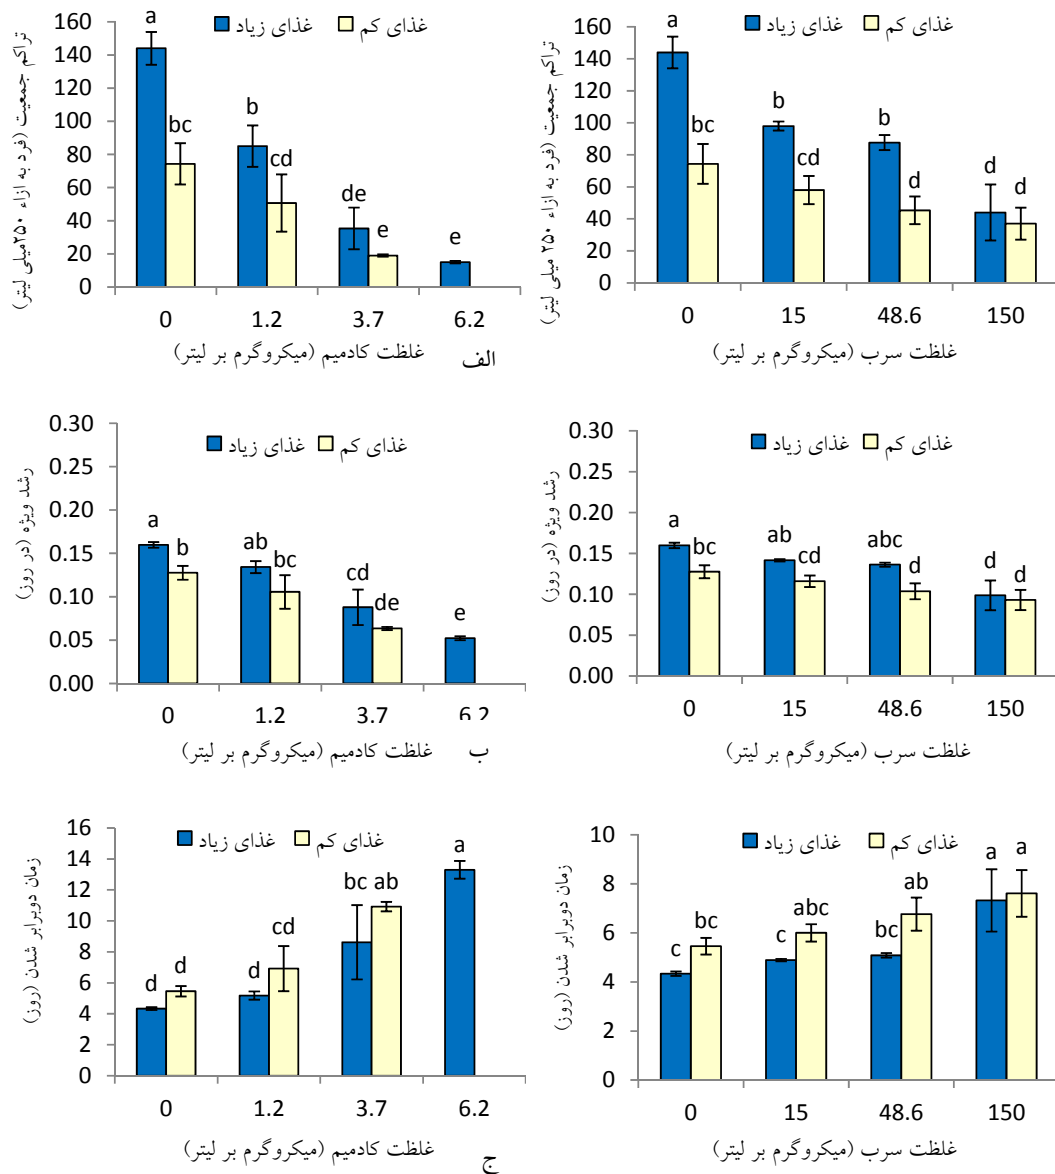 تراکم جمعیت (فرد به ازاء ۲۵۰میلی لیتر)
160
140
120
100
80
60
40
20
0
غذای زیاد غذای کم
a
bc
b
cd
de
e
e
0 1.2 3.7 6.2
غلظت کادمیم (میکروگرم بر لیتر)
الف
تراکم جمعیت (فرد به ازاء ۲۵۰ میلی لیتر)
160
140
120
100
80
60
40
20
0
غذای زیاد غذای کم
a
bc
b
cd
b
d
d
d
0 15 48.6 150
غلظت سرب (میکروگرم بر لیتر)
رشد ویژه (در روز)
0.30
0.25
0.20
0.15
0.10
0.05
0.00
غذای زیاد غذای کم
a
b
ab
bc
cd
de
e
0 1.2 3.7 6.2
غلظت کادمیم (میکروگرم بر لیتر)
ب
رشد ویژه (در روز)
0.30
0.25
0.20
0.15
0.10
0.05
0.00
غذای زیاد غذای کم
a
bc
ab
cd
abc
d
d
d
0 15 48.6 150
غلظت سرب (میکروگرم بر لیتر)
زمان دوبرابر شدن (روز)
16
14
12
10
8
6
4
2
0
غذای زیاد غذای کم
d
d
d
cd
bc
ab
a
0 1.2 3.7 6.2
غلظت کادمیم (میکروگرم بر لیتر)
ج
زمان دوبرابر شدن (روز)
10
8
6
4
2
0
غذای زیاد غذای کم
c
bc
c
abc
bc
ab
a
a
0 15 48.6 150
غلظت سرب (میکروگرم بر لیتر)